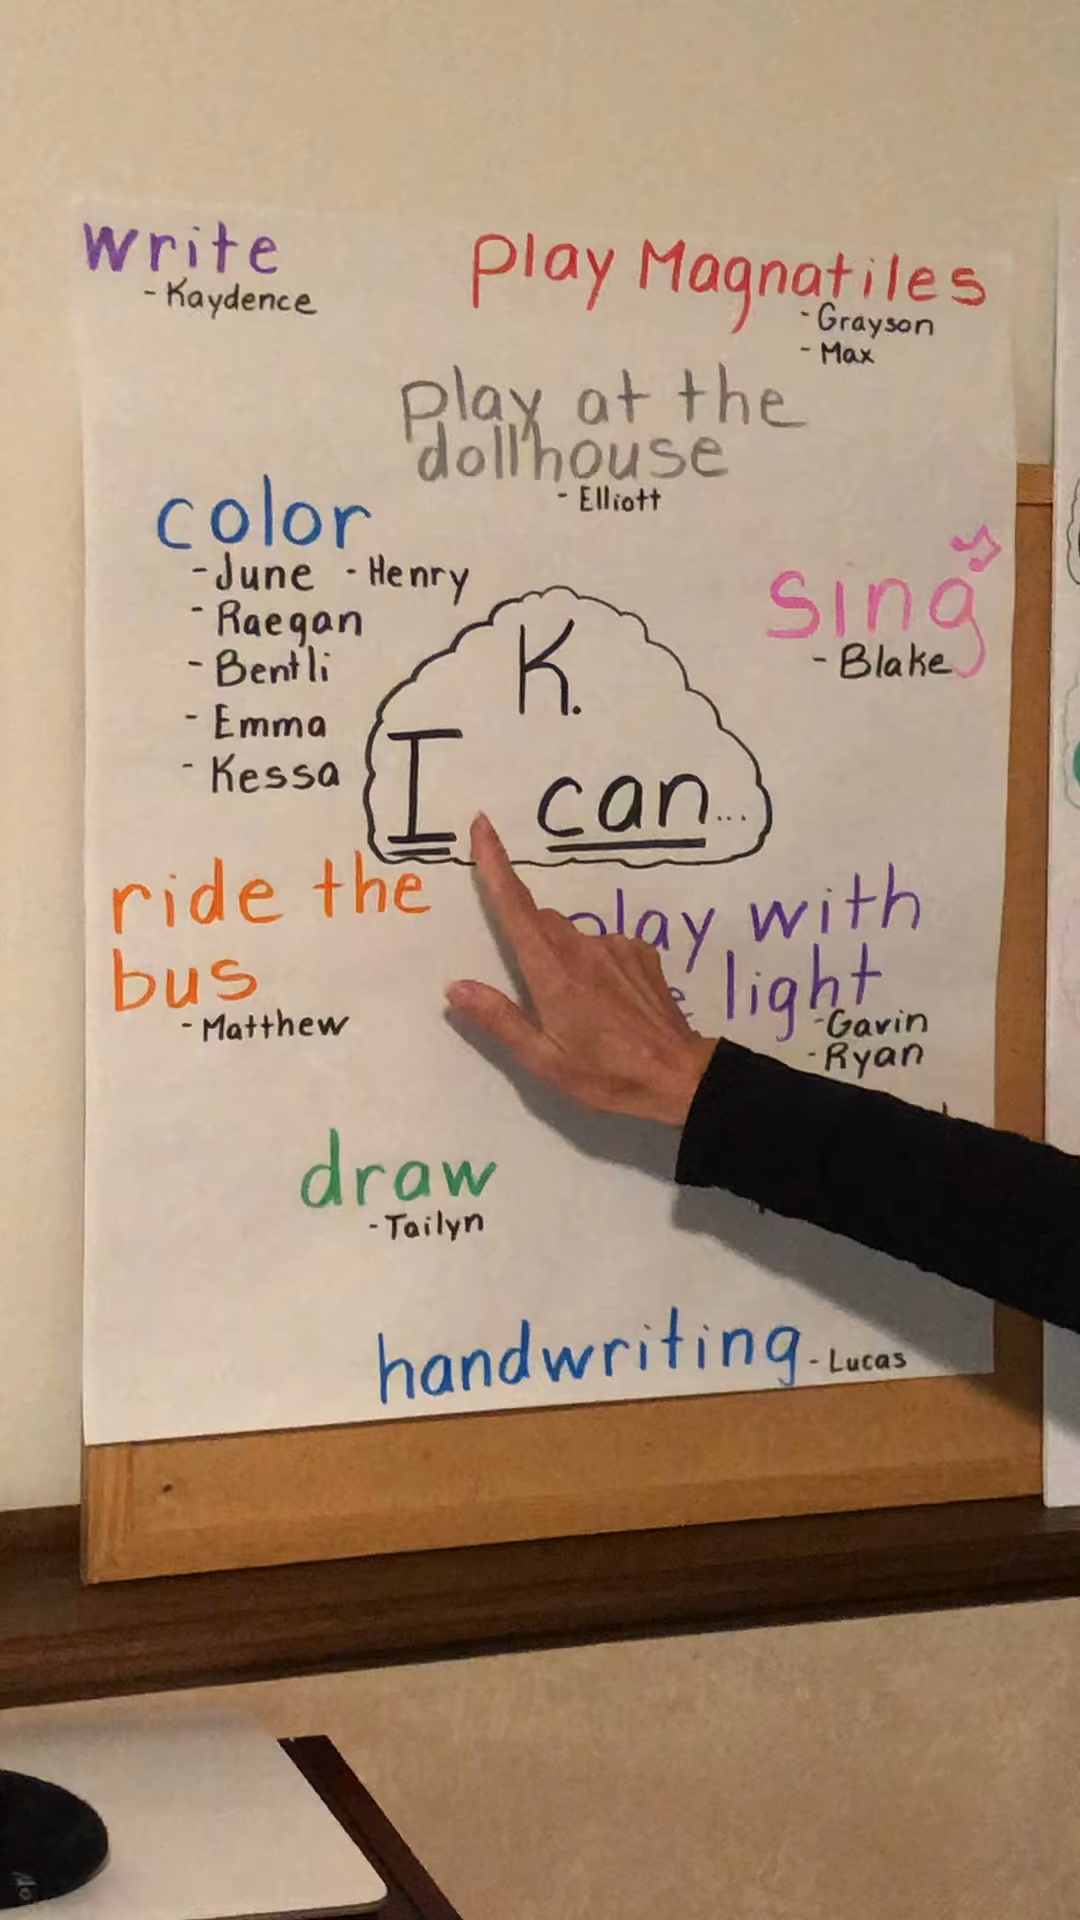 write
- Kaydence
play Magnatiles
- Grayson
- Max
play at the
dollhouse
- Elliott
color
- June - Henry
- Raegan
- Bentli
- Emma
- Kessa
sing
- Blake
K.
I can...
ride the
bus
- Matthew
play with
light
- Gavin
- Ryan
draw
- Tailyn
handwriting - Lucas